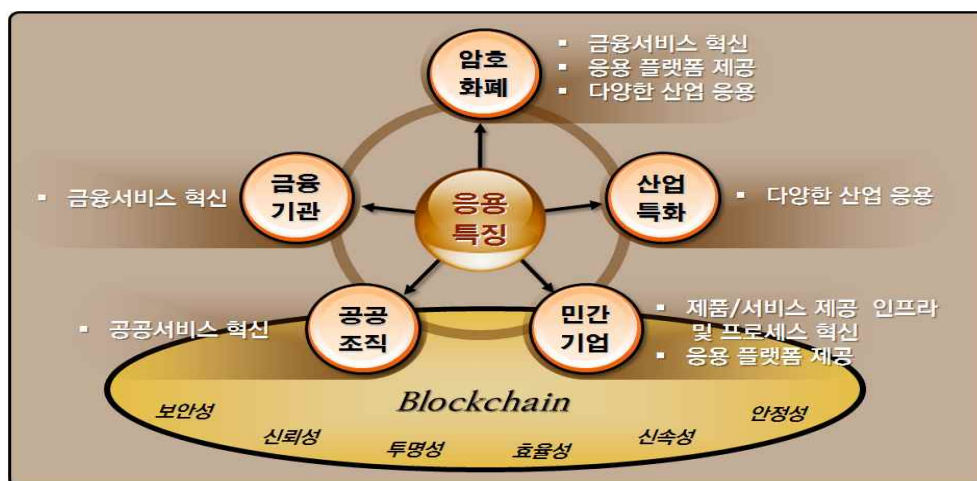 암호
화폐
▪ 금융서비스 혁신
▪ 응용 플랫폼 제공
▪ 다양한 산업 응용
▪ 금융서비스 혁신
금융
기관
응용
특징
산업
특화
▪ 다양한 산업 응용
▪ 공공서비스 혁신
공공
조직
민간
기업
▪ 제품/서비스 제공 인프라
및 프로세스 혁신
▪ 응용 플랫폼 제공
Blockchain
보안성
신뢰성
투명성
효율성
신속성
안정성